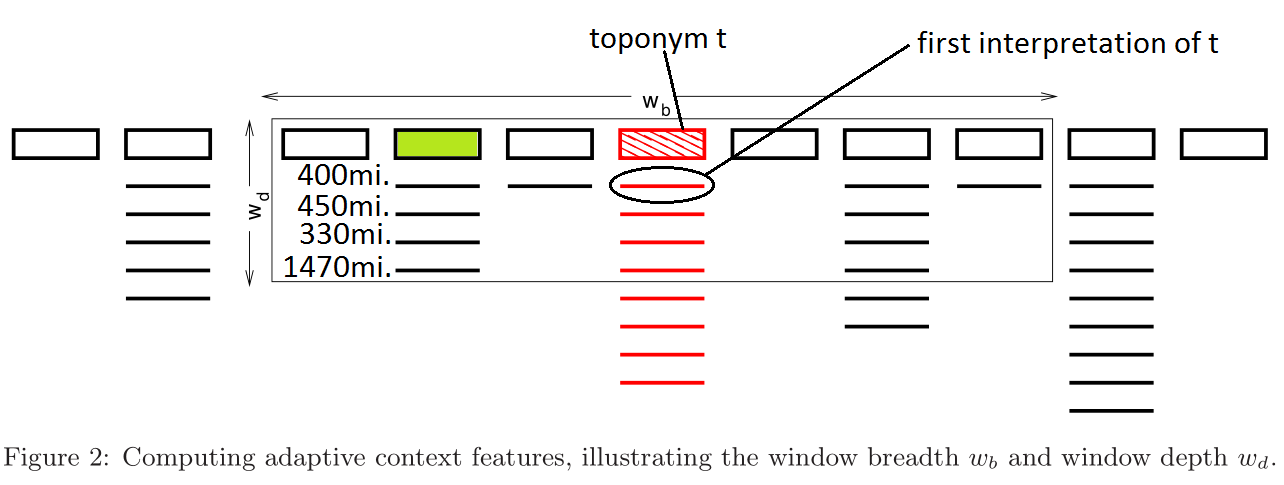 toponym t
first interpretation of t
w_b
w_d
400mi.
450mi.
330mi.
1470mi.
Figure 2: Computing adaptive context features, illustrating the window breadth w_b and window depth w_d.